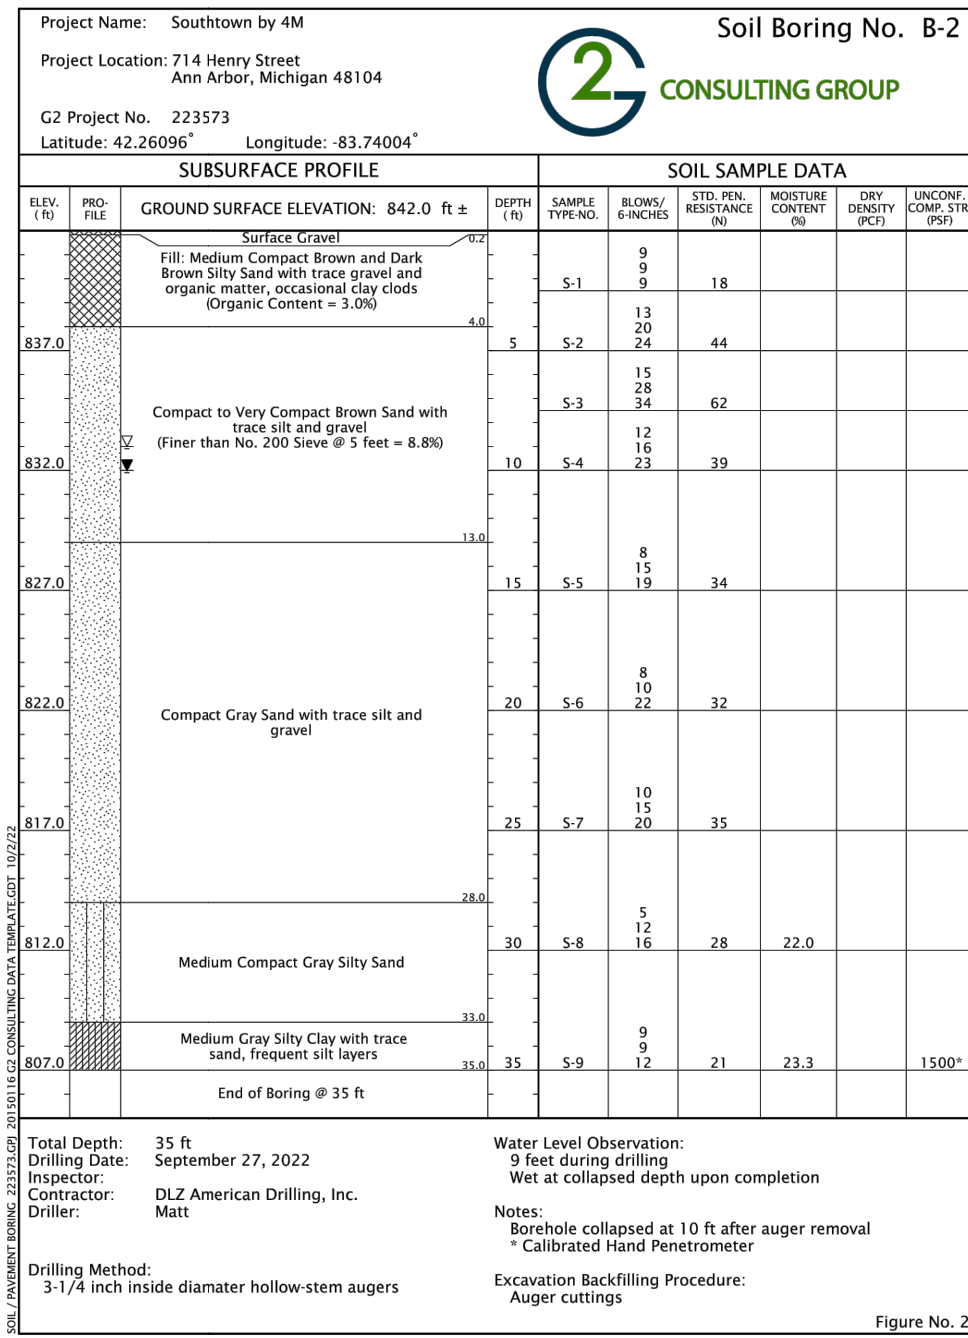 Project Name: Southtown by 4M
Soil Boring No. B-2
Project Location: 714 Henry Street
Ann Arbor, Michigan 48104
G2 CONSULTING GROUP
G2 Project No. 223573
Latitude: 42.26096° Longitude: -83.74004°
SUBSURFACE PROFILE
SOIL SAMPLE DATA
ELEV. ( ft)
PRO- FILE
GROUND SURFACE ELEVATION: 842.0 ft ±
DEPTH ( ft)
SAMPLE TYPE-NO.
BLOWS/ 6-INCHES
STD. PEN. RESISTANCE (N)
MOISTURE CONTENT (%)
DRY DENSITY (PCF)
UNCONF. COMP. STR (PSF)
Surface Gravel 0.2
Fill: Medium Compact Brown and Dark
Brown Silty Sand with trace gravel and
organic matter, occasional clay clods
(Organic Content = 3.0%)
9
9
S-1 9 18
4.0
13
20
837.0 5 S-2 24 44
15
28
S-3 34 62
Compact to Very Compact Brown Sand with
trace silt and gravel
(Finer than No. 200 Sieve @ 5 feet = 8.8%)
12
16
832.0 10 S-4 23 39
13.0
8
15
827.0 15 S-5 19 34
8
10
822.0 20 S-6 22 32
Compact Gray Sand with trace silt and
gravel
10
15
817.0 25 S-7 20 35
28.0
5
12
812.0 30 S-8 16 28 22.0
Medium Compact Gray Silty Sand
33.0
Medium Gray Silty Clay with trace
sand, frequent silt layers
9
9
807.0 35.0 35 S-9 12 21 23.3 1500*
End of Boring @ 35 ft
Total Depth: 35 ft
Drilling Date: September 27, 2022
Inspector:
Contractor: DLZ American Drilling, Inc.
Driller: Matt
Drilling Method:
3-1/4 inch inside diamater hollow-stem augers
Water Level Observation:
9 feet during drilling
Wet at collapsed depth upon completion
Notes:
Borehole collapsed at 10 ft after auger removal
* Calibrated Hand Penetrometer
Excavation Backfilling Procedure:
Auger cuttings
Figure No. 2
SOIL / PAVEMENT BORING 223573.GPJ 20150116 G2 CONSULTING DATA TEMPLATE.GDT 10/2/22